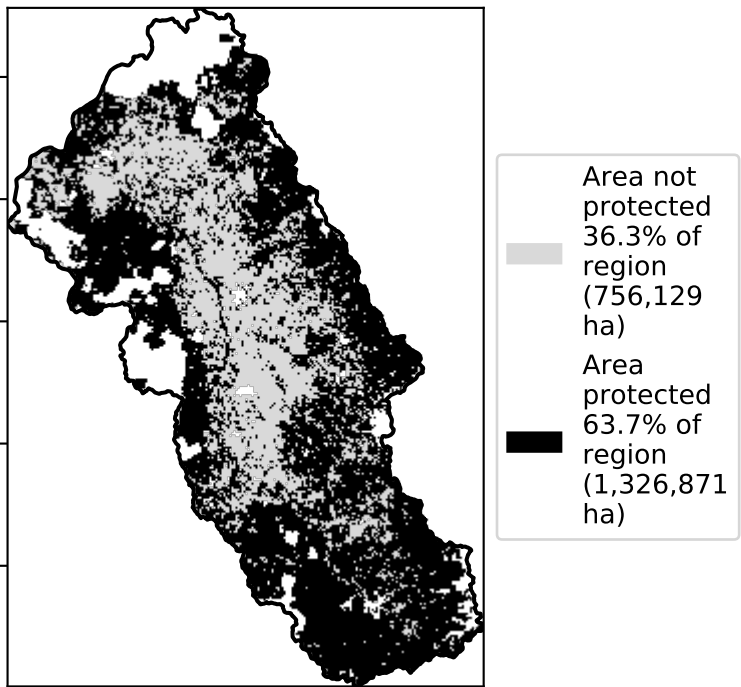 Area not
protected
36.3% of
region
(756,129
ha)
Area
protected
63.7% of
region
(1,326,871
ha)